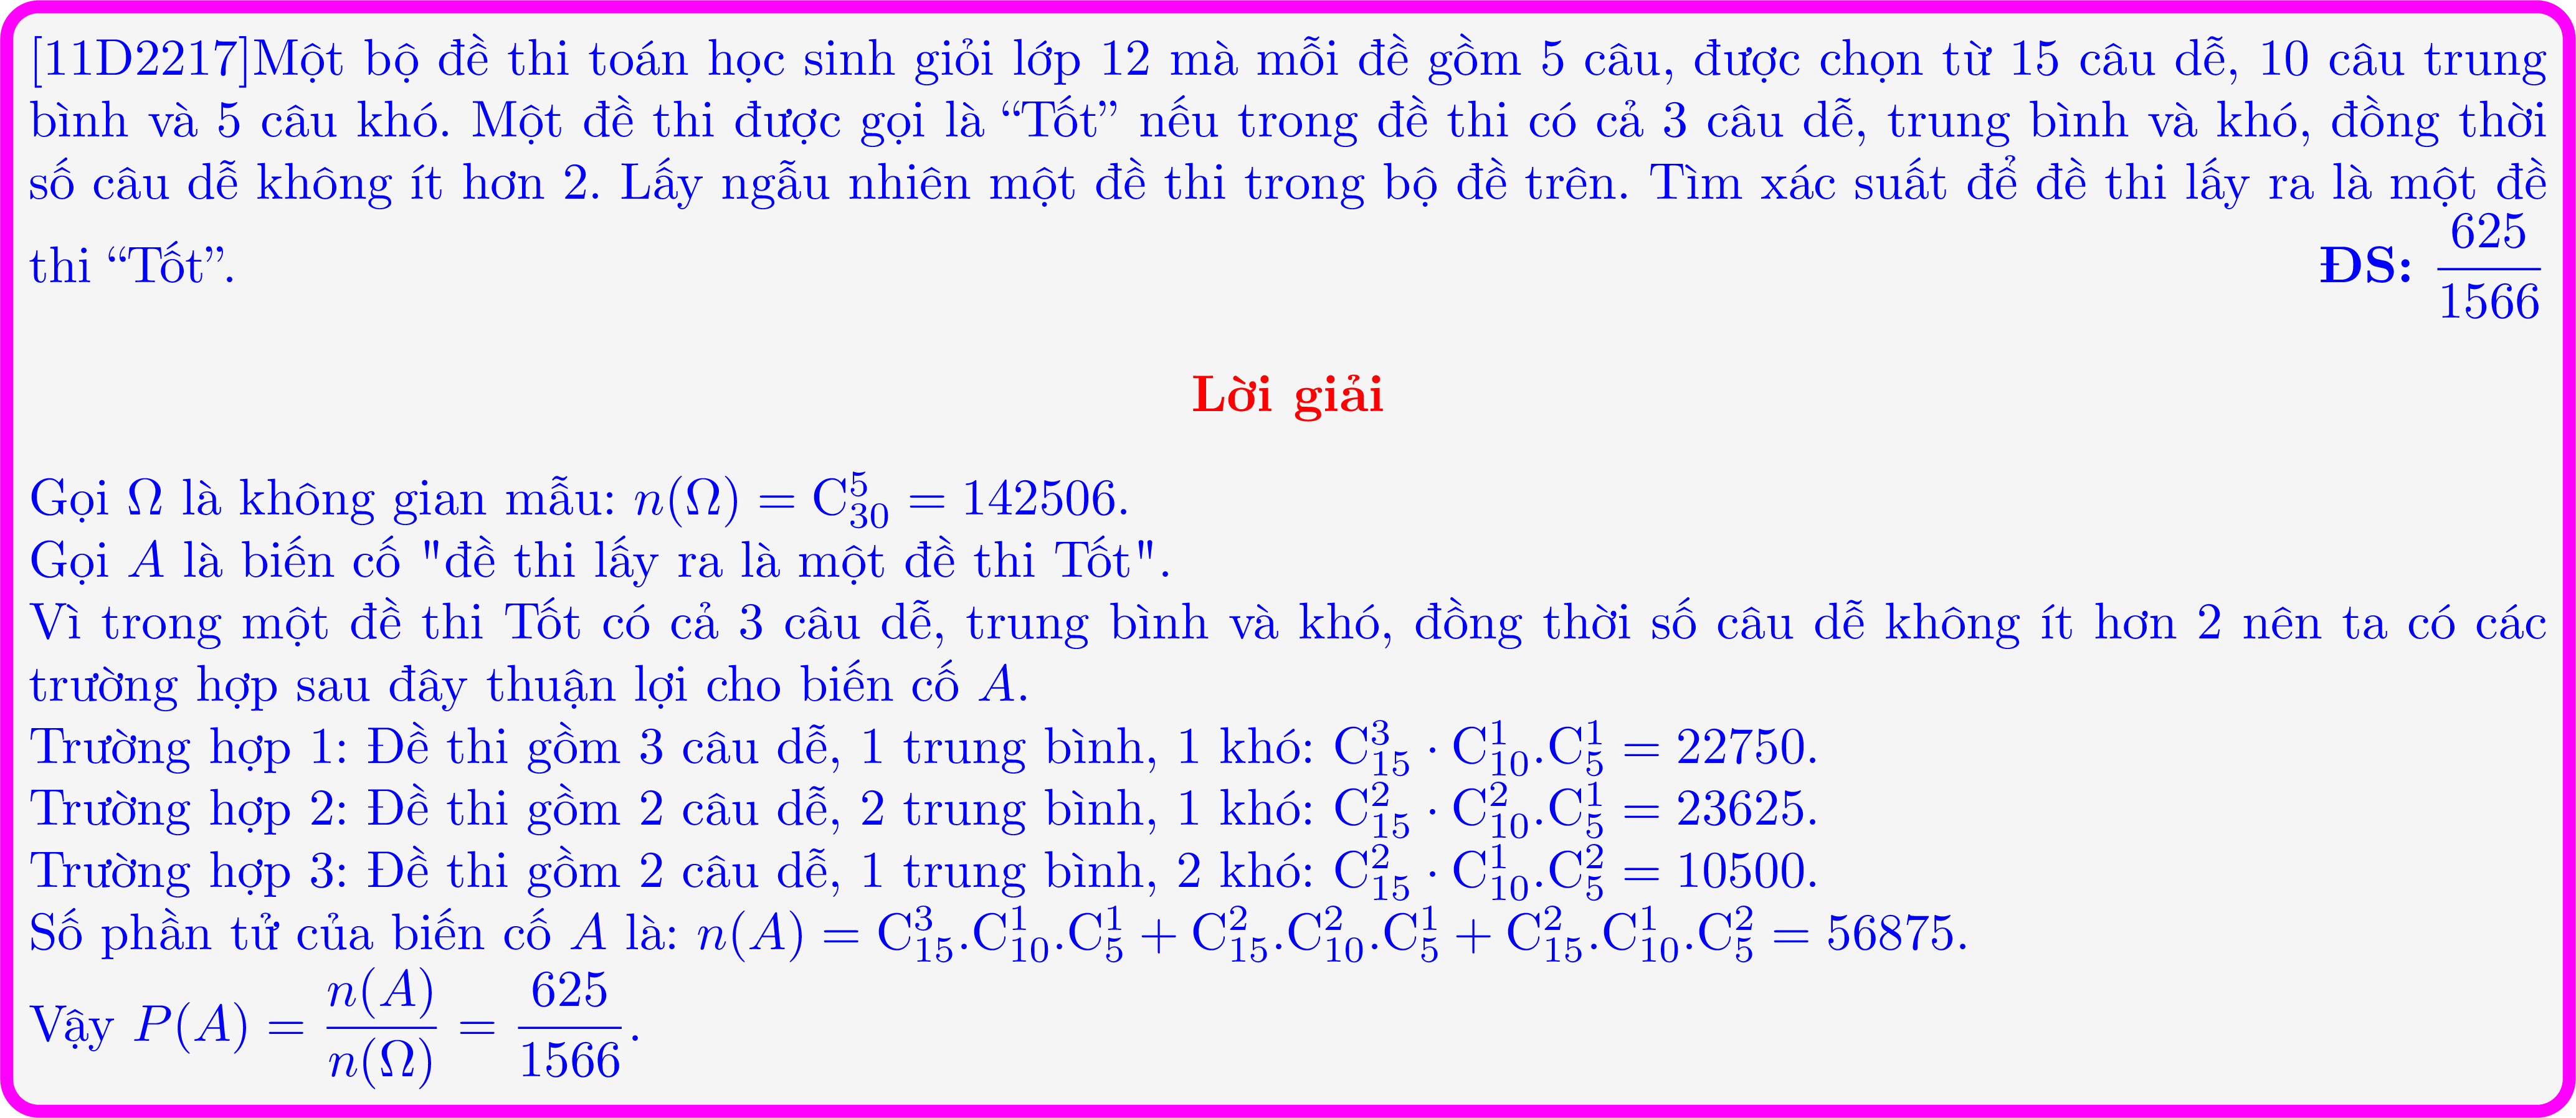 [11D2217]Một bộ đề thi toán học sinh giỏi lớp 12 mà mỗi đề gồm 5 câu, được chọn từ 15 câu dễ, 10 câu trung
bình và 5 câu khó. Một đề thi được gọi là “Tốt” nếu trong đề thi có cả 3 câu dễ, trung bình và khó, đồng thời
số câu dễ không ít hơn 2. Lấy ngẫu nhiên một đề thi trong bộ đề trên. Tìm xác suất để đề thi lấy ra là một đề
thi “Tốt”. ĐS: $\frac{625}{1566}$
Lời giải
Gọi Ω là không gian mẫu: $n(Ω) = C_{30}^{5} = 142506$.
Gọi $A$ là biến cố "đề thi lấy ra là một đề thi Tốt".
Vì trong một đề thi Tốt có cả 3 câu dễ, trung bình và khó, đồng thời số câu dễ không ít hơn 2 nên ta có các
trường hợp sau đây thuận lợi cho biến cố $A$.
Trường hợp 1: Đề thi gồm 3 câu dễ, 1 trung bình, 1 khó: $C_{15}^{3} \cdot C_{10}^{1}.C_{5}^{1} = 22750$.
Trường hợp 2: Đề thi gồm 2 câu dễ, 2 trung bình, 1 khó: $C_{15}^{2} \cdot C_{10}^{2}.C_{5}^{1} = 23625$.
Trường hợp 3: Đề thi gồm 2 câu dễ, 1 trung bình, 2 khó: $C_{15}^{2} \cdot C_{10}^{1}.C_{5}^{2} = 10500$.
Số phần tử của biến cố $A$ là: $n(A) = C_{15}^{3}.C_{10}^{1}.C_{5}^{1} + C_{15}^{2}.C_{10}^{2}.C_{5}^{1} + C_{15}^{2}.C_{10}^{1}.C_{5}^{2} = 56875$.
Vậy $P(A) = \frac{n(A)}{n(Ω)} = \frac{625}{1566}$.